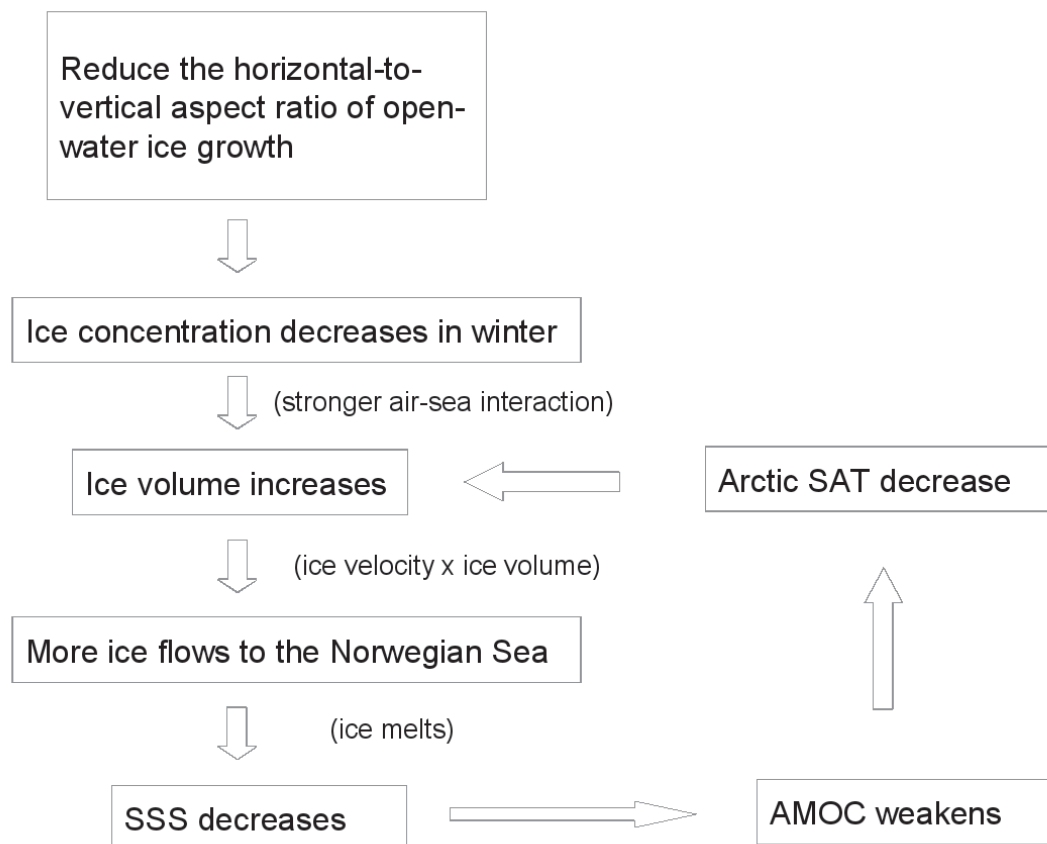 Reduce the horizontal-to-
vertical aspect ratio of open-
water ice growth
Ice concentration decreases in winter
(stronger air-sea interaction)
Ice volume increases
Arctic SAT decrease
(ice velocity x ice volume)
More ice flows to the Norwegian Sea
(ice melts)
SSS decreases
AMOC weakens